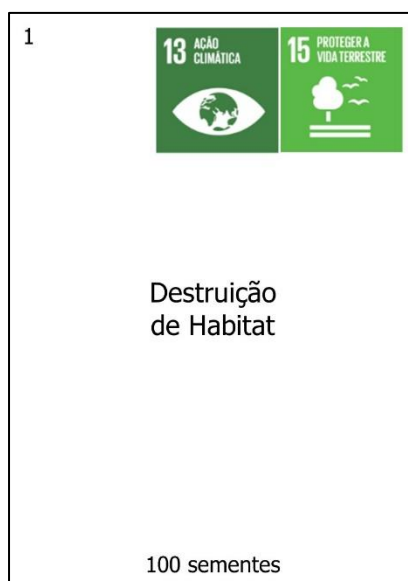 1
13 AÇÃO
CLIMÁTICA
15 PROTEGER A
VIDA TERRESTRE
Destruição
de Habitat
100 sementes